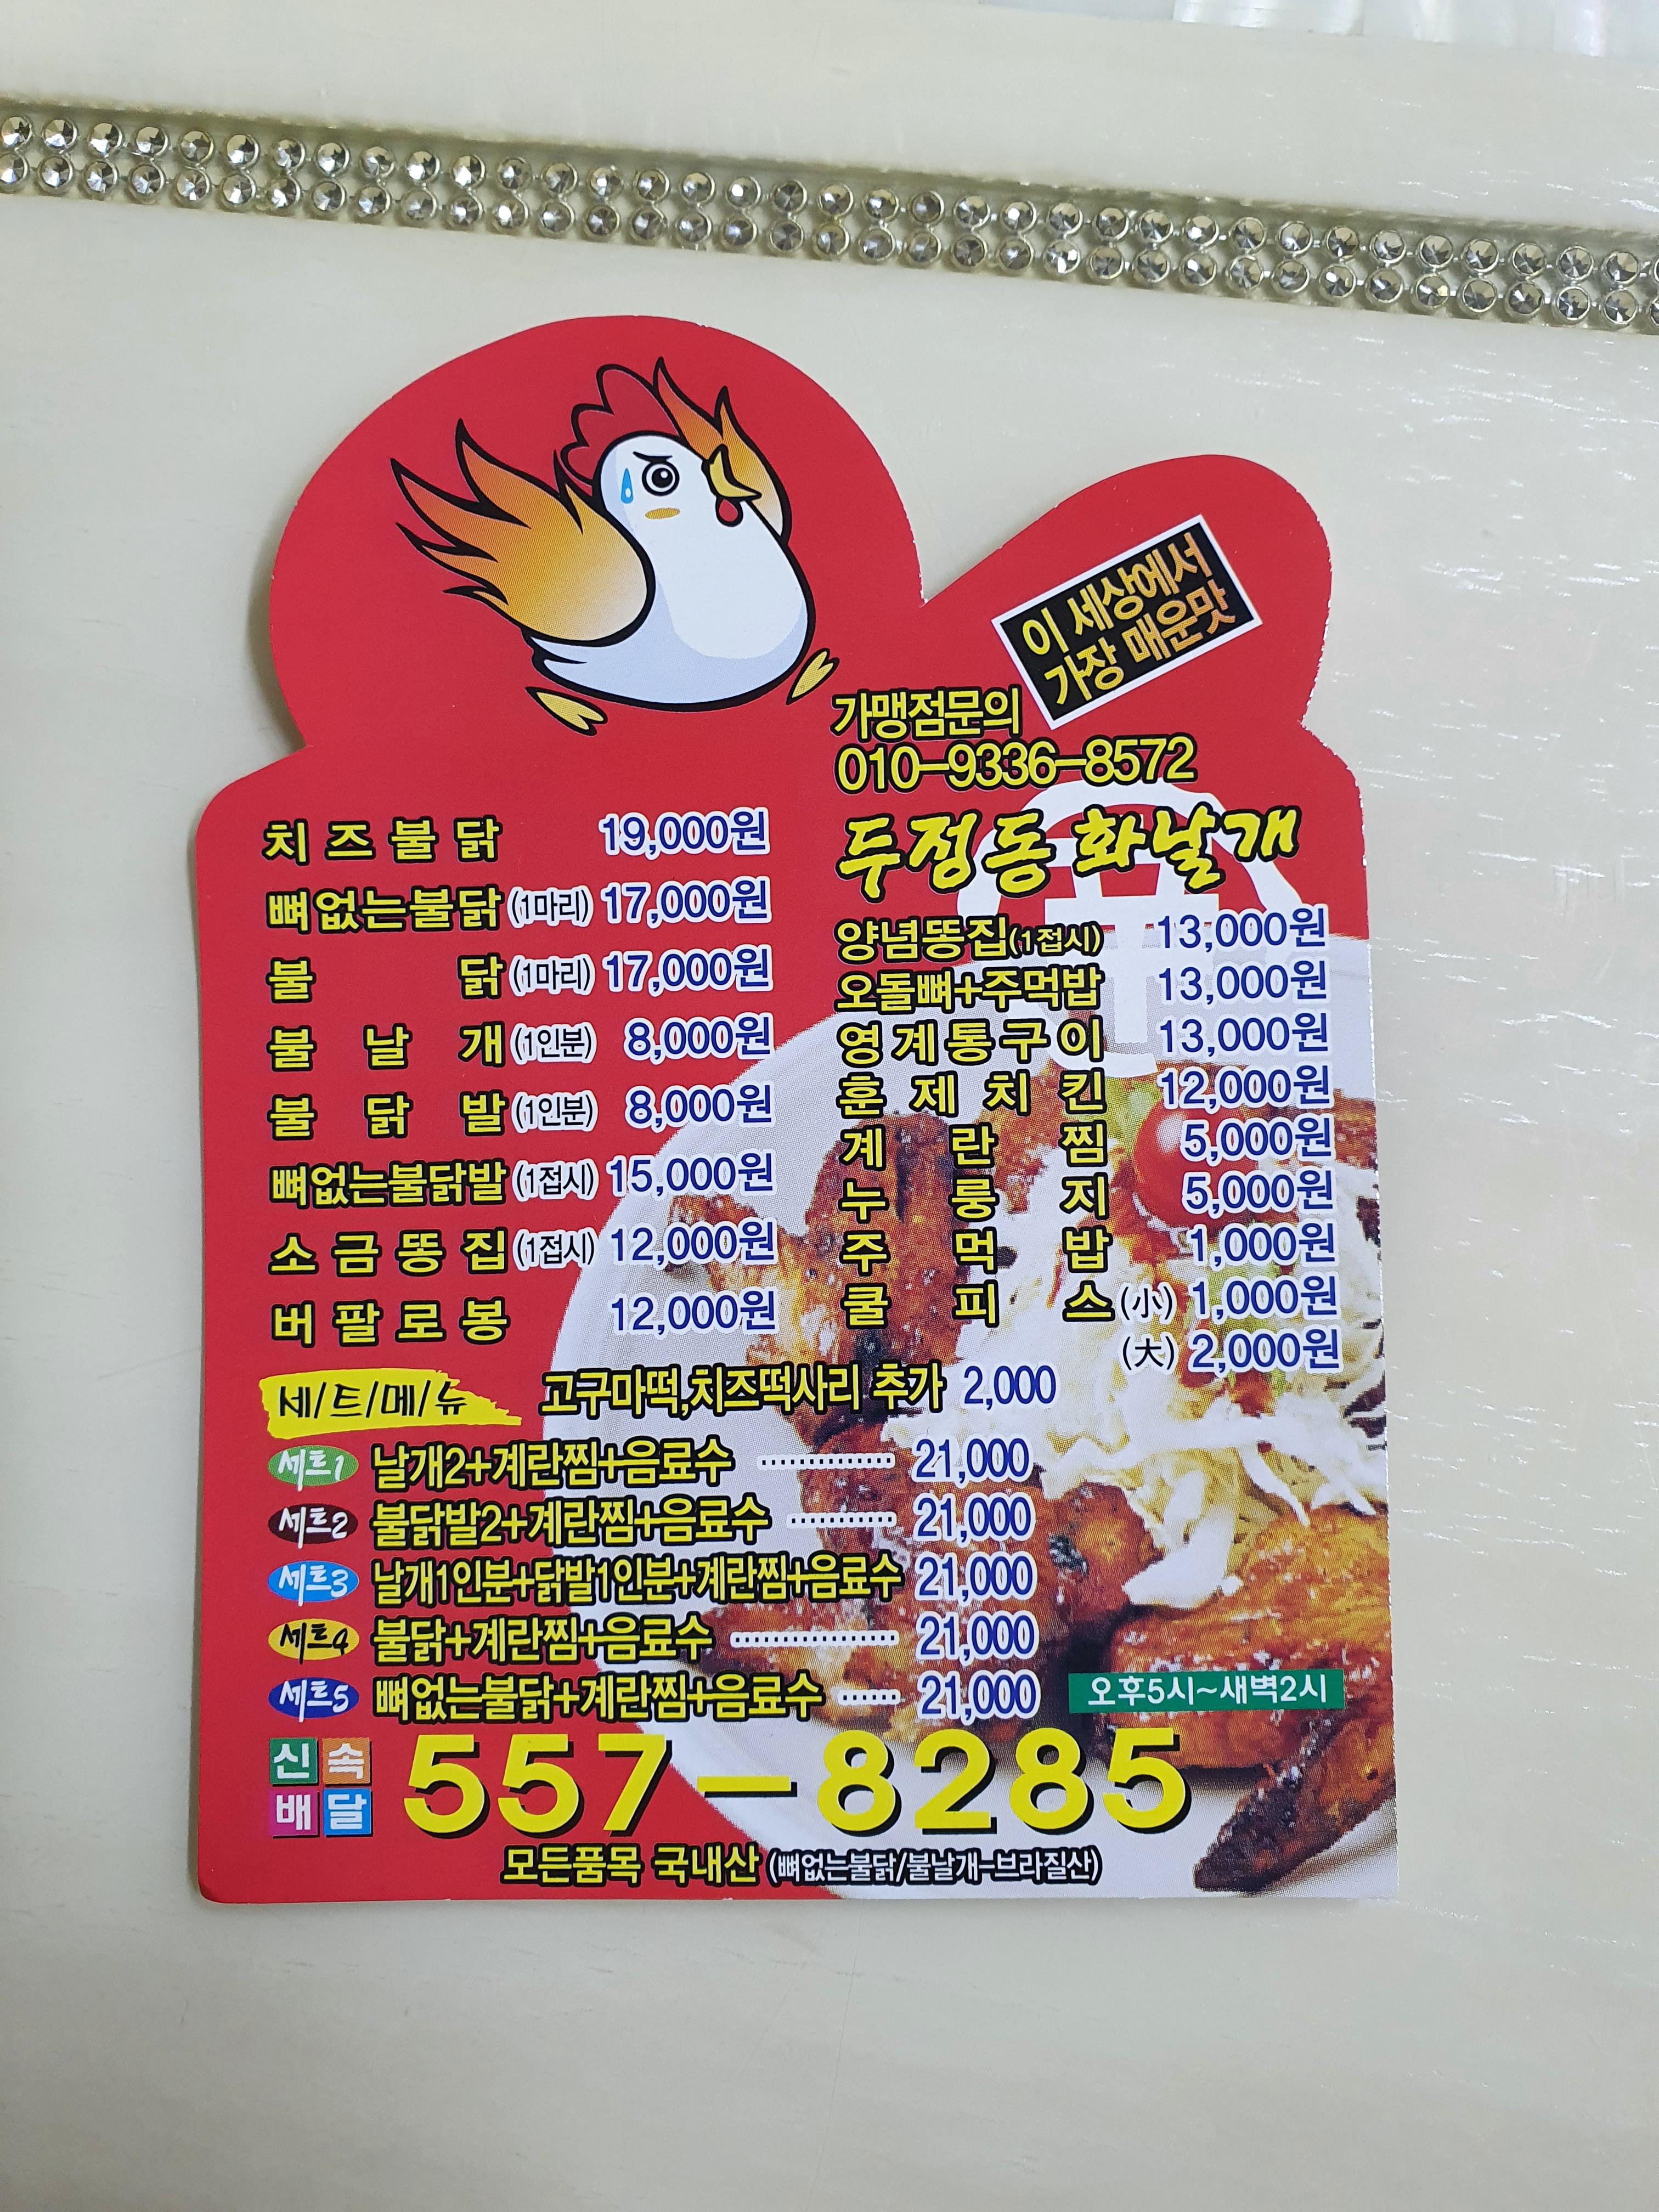 이 세상에서
가장 매운맛
가맹점문의
010-9336-8572
두정동 화날개
치즈불닭 19,000원
뼈없는불닭(1마리) 17,000원
불닭(1마리) 17,000원
불날개(1인분) 8,000원
불닭발(1인분) 8,000원
뼈없는불닭발(1접시) 15,000원
소금똥집(1접시) 12,000원
버팔로봉 12,000원
양념똥집(1접시) 13,000원
오돌뼈+주먹밥 13,000원
영계통구이 13,000원
훈제치킨 12,000원
계란찜 5,000원
누룽지 5,000원
주먹밥 1,000원
쿨피스(小) 1,000원
(大) 2,000원
세/트/메/뉴 고구마떡,치즈떡사리 추가 2,000
세트1 날개2+계란찜+음료수 ············ 21,000
세트2 불닭발2+계란찜+음료수 ········· 21,000
세트3 날개1인분+닭발1인분+계란찜+음료수 21,000
세트4 불닭+계란찜+음료수 ·············· 21,000
세트5 뼈없는불닭+계란찜+음료수 ······ 21,000
오후5시~새벽2시
신속배달 557-8285
모든품목 국내산 (뼈없는불닭/불날개-브라질산)